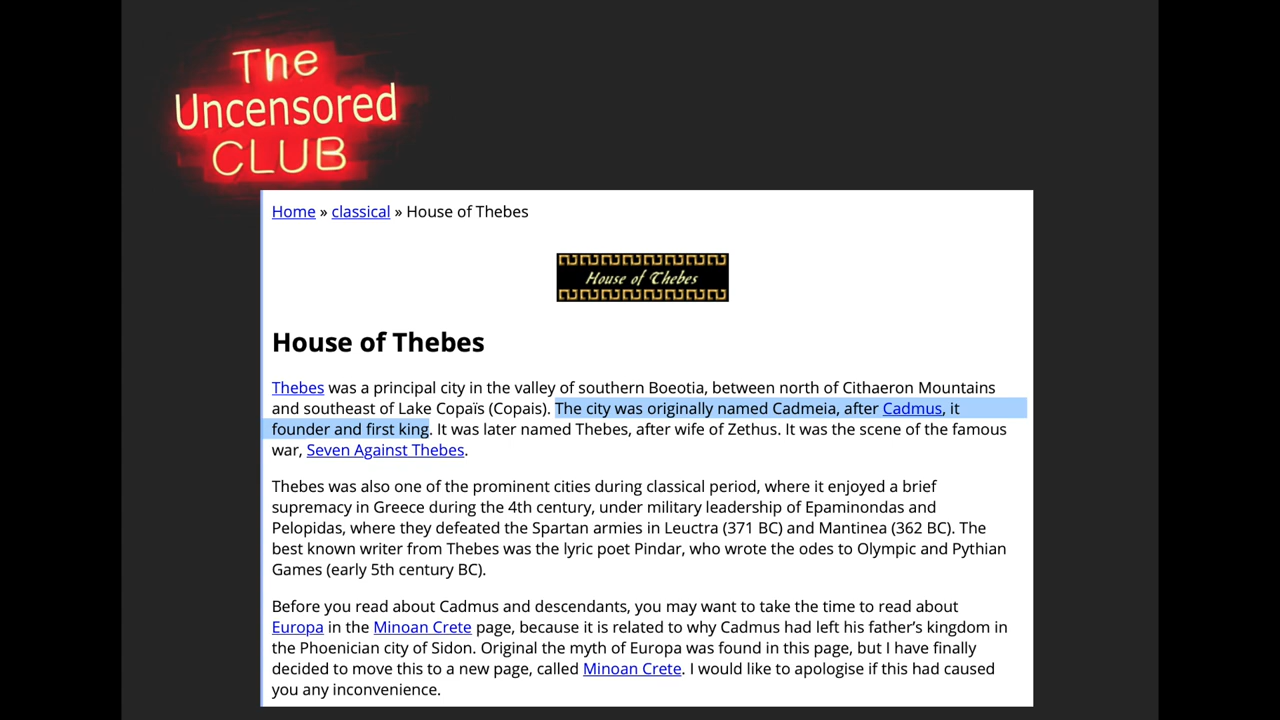 The
Uncensored
CLUB
Home » classical » House of Thebes
House of Thebes
House of Thebes
Thebes was a principal city in the valley of southern Boeotia, between north of Cithaeron Mountains
and southeast of Lake Copaïs (Copais). The city was originally named Cadmeia, after Cadmus, it
founder and first king. It was later named Thebes, after wife of Zethus. It was the scene of the famous
war, Seven Against Thebes.
Thebes was also one of the prominent cities during classical period, where it enjoyed a brief
supremacy in Greece during the 4th century, under military leadership of Epaminondas and
Pelopidas, where they defeated the Spartan armies in Leuctra (371 BC) and Mantinea (362 BC). The
best known writer from Thebes was the lyric poet Pindar, who wrote the odes to Olympic and Pythian
Games (early 5th century BC).
Before you read about Cadmus and descendants, you may want to take the time to read about
Europa in the Minoan Crete page, because it is related to why Cadmus had left his father’s kingdom in
the Phoenician city of Sidon. Original the myth of Europa was found in this page, but I have finally
decided to move this to a new page, called Minoan Crete. I would like to apologise if this had caused
you any inconvenience.